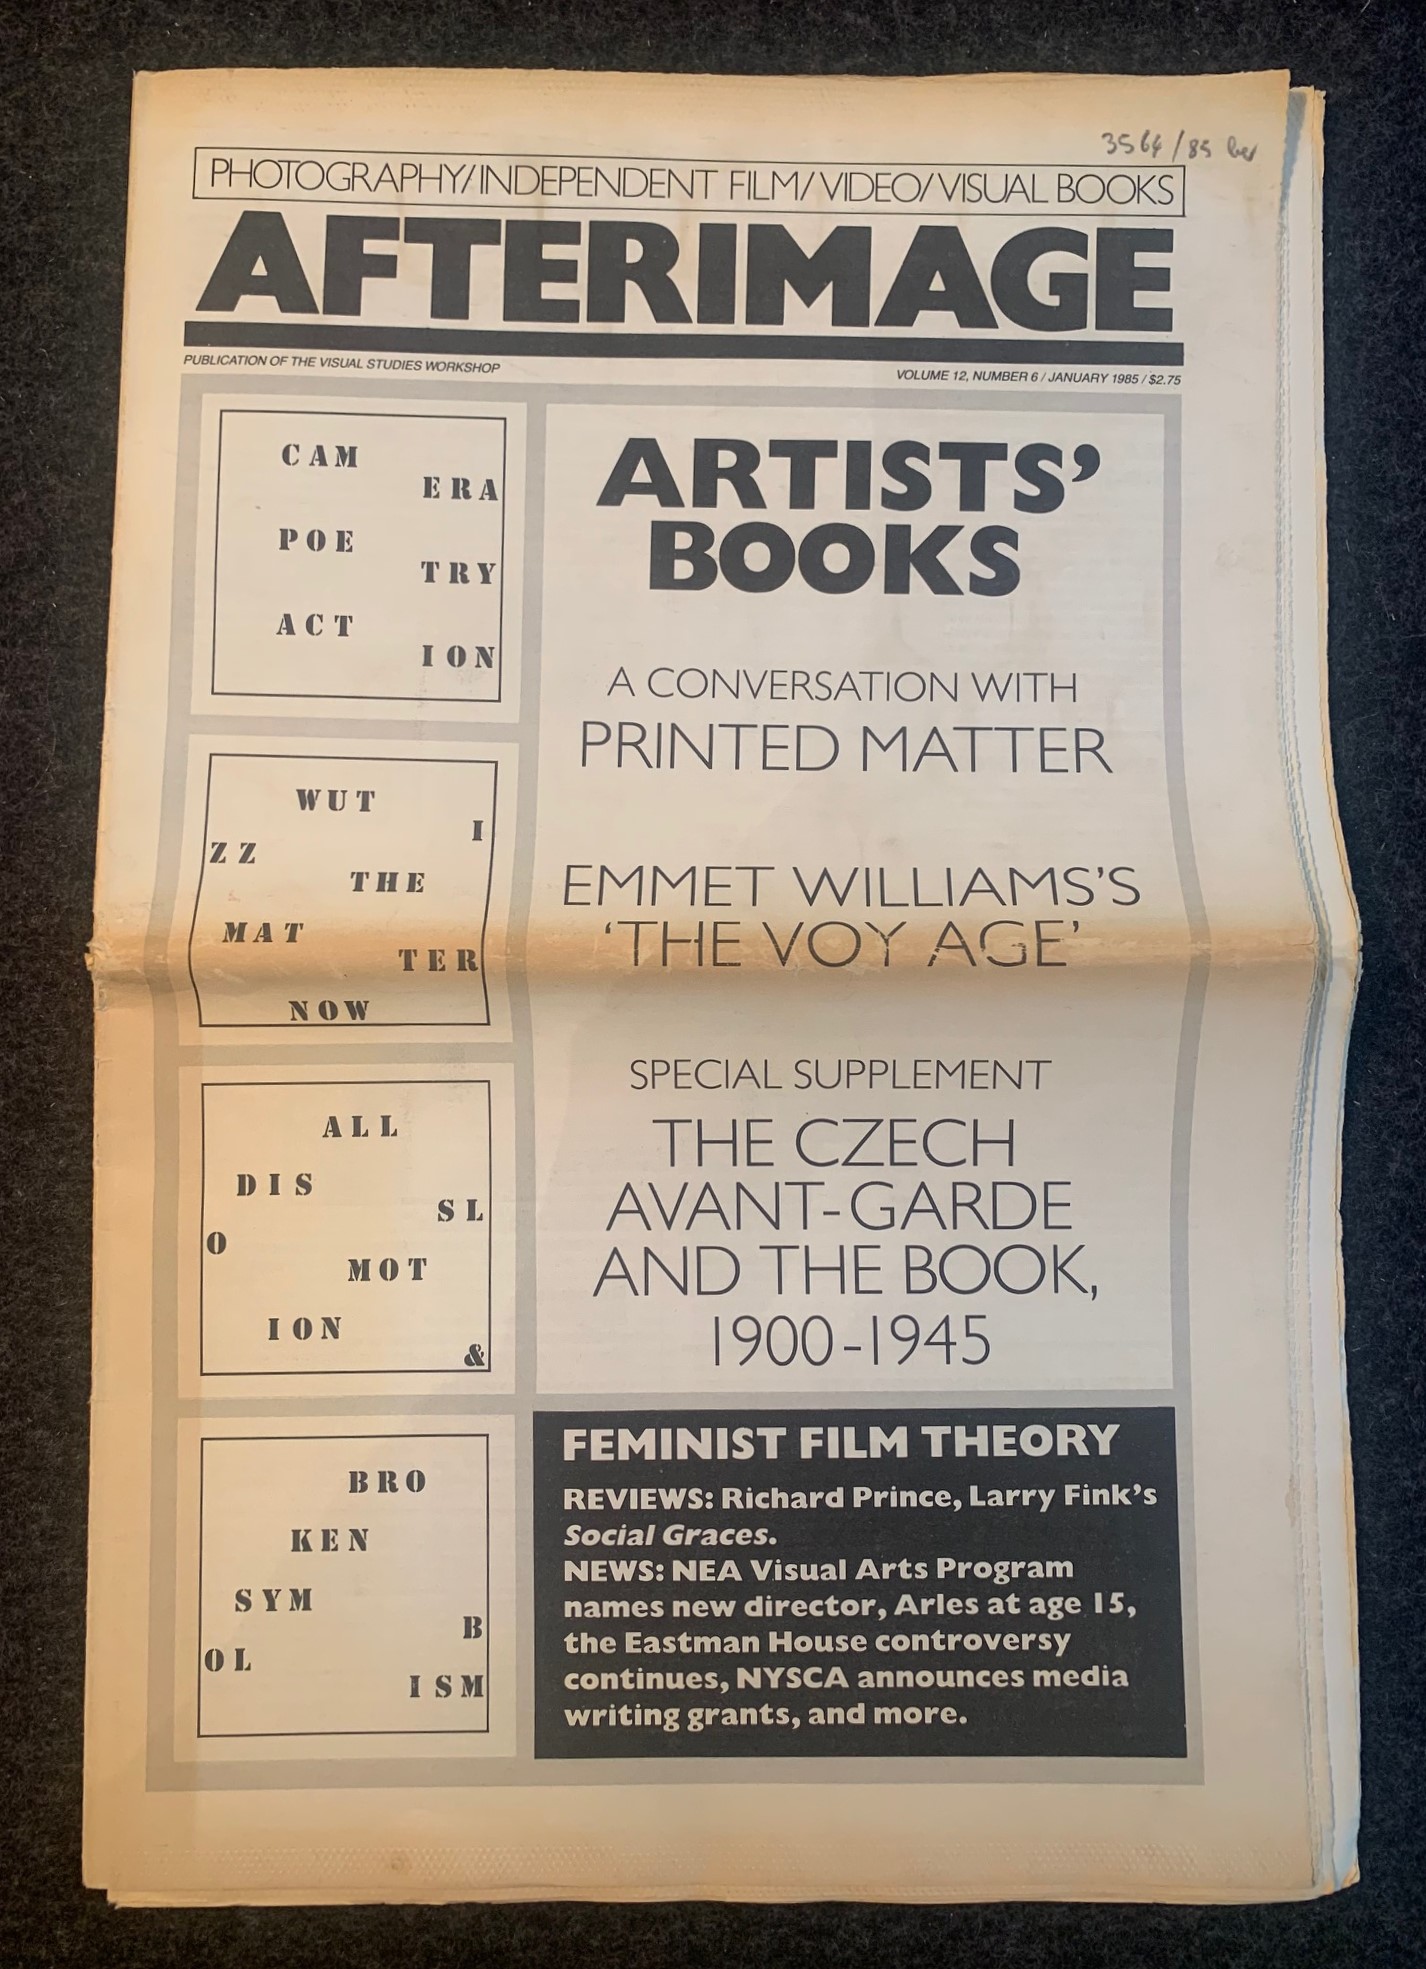 3564/85
PHOTOGRAPHY/INDEPENDENT FILM/VIDEO/VISUAL BOOKS
AFTERIMAGE
PUBLICATION OF THE VISUAL STUDIES WORKSHOP
VOLUME 12, NUMBER 6 / JANUARY 1985 / $2.75
CAM
ERA
POE
TRY
ACT
ION
WUT
I
ZZ
THE
MAT
TER
NOW
ALL
DIS
SL
O
MOT
ION
&
BRO
KEN
SYM
B
OL
ISM
ARTISTS'
BOOKS
A CONVERSATION WITH
PRINTED MATTER
EMMET WILLIAMS'S
'THE VOY AGE'
SPECIAL SUPPLEMENT
THE CZECH
AVANT-GARDE
AND THE BOOK,
1900-1945
FEMINIST FILM THEORY
REVIEWS: Richard Prince, Larry Fink's
Social Graces.
NEWS: NEA Visual Arts Program
names new director, Arles at age 15,
the Eastman House controversy
continues, NYSCA announces media
writing grants, and more.